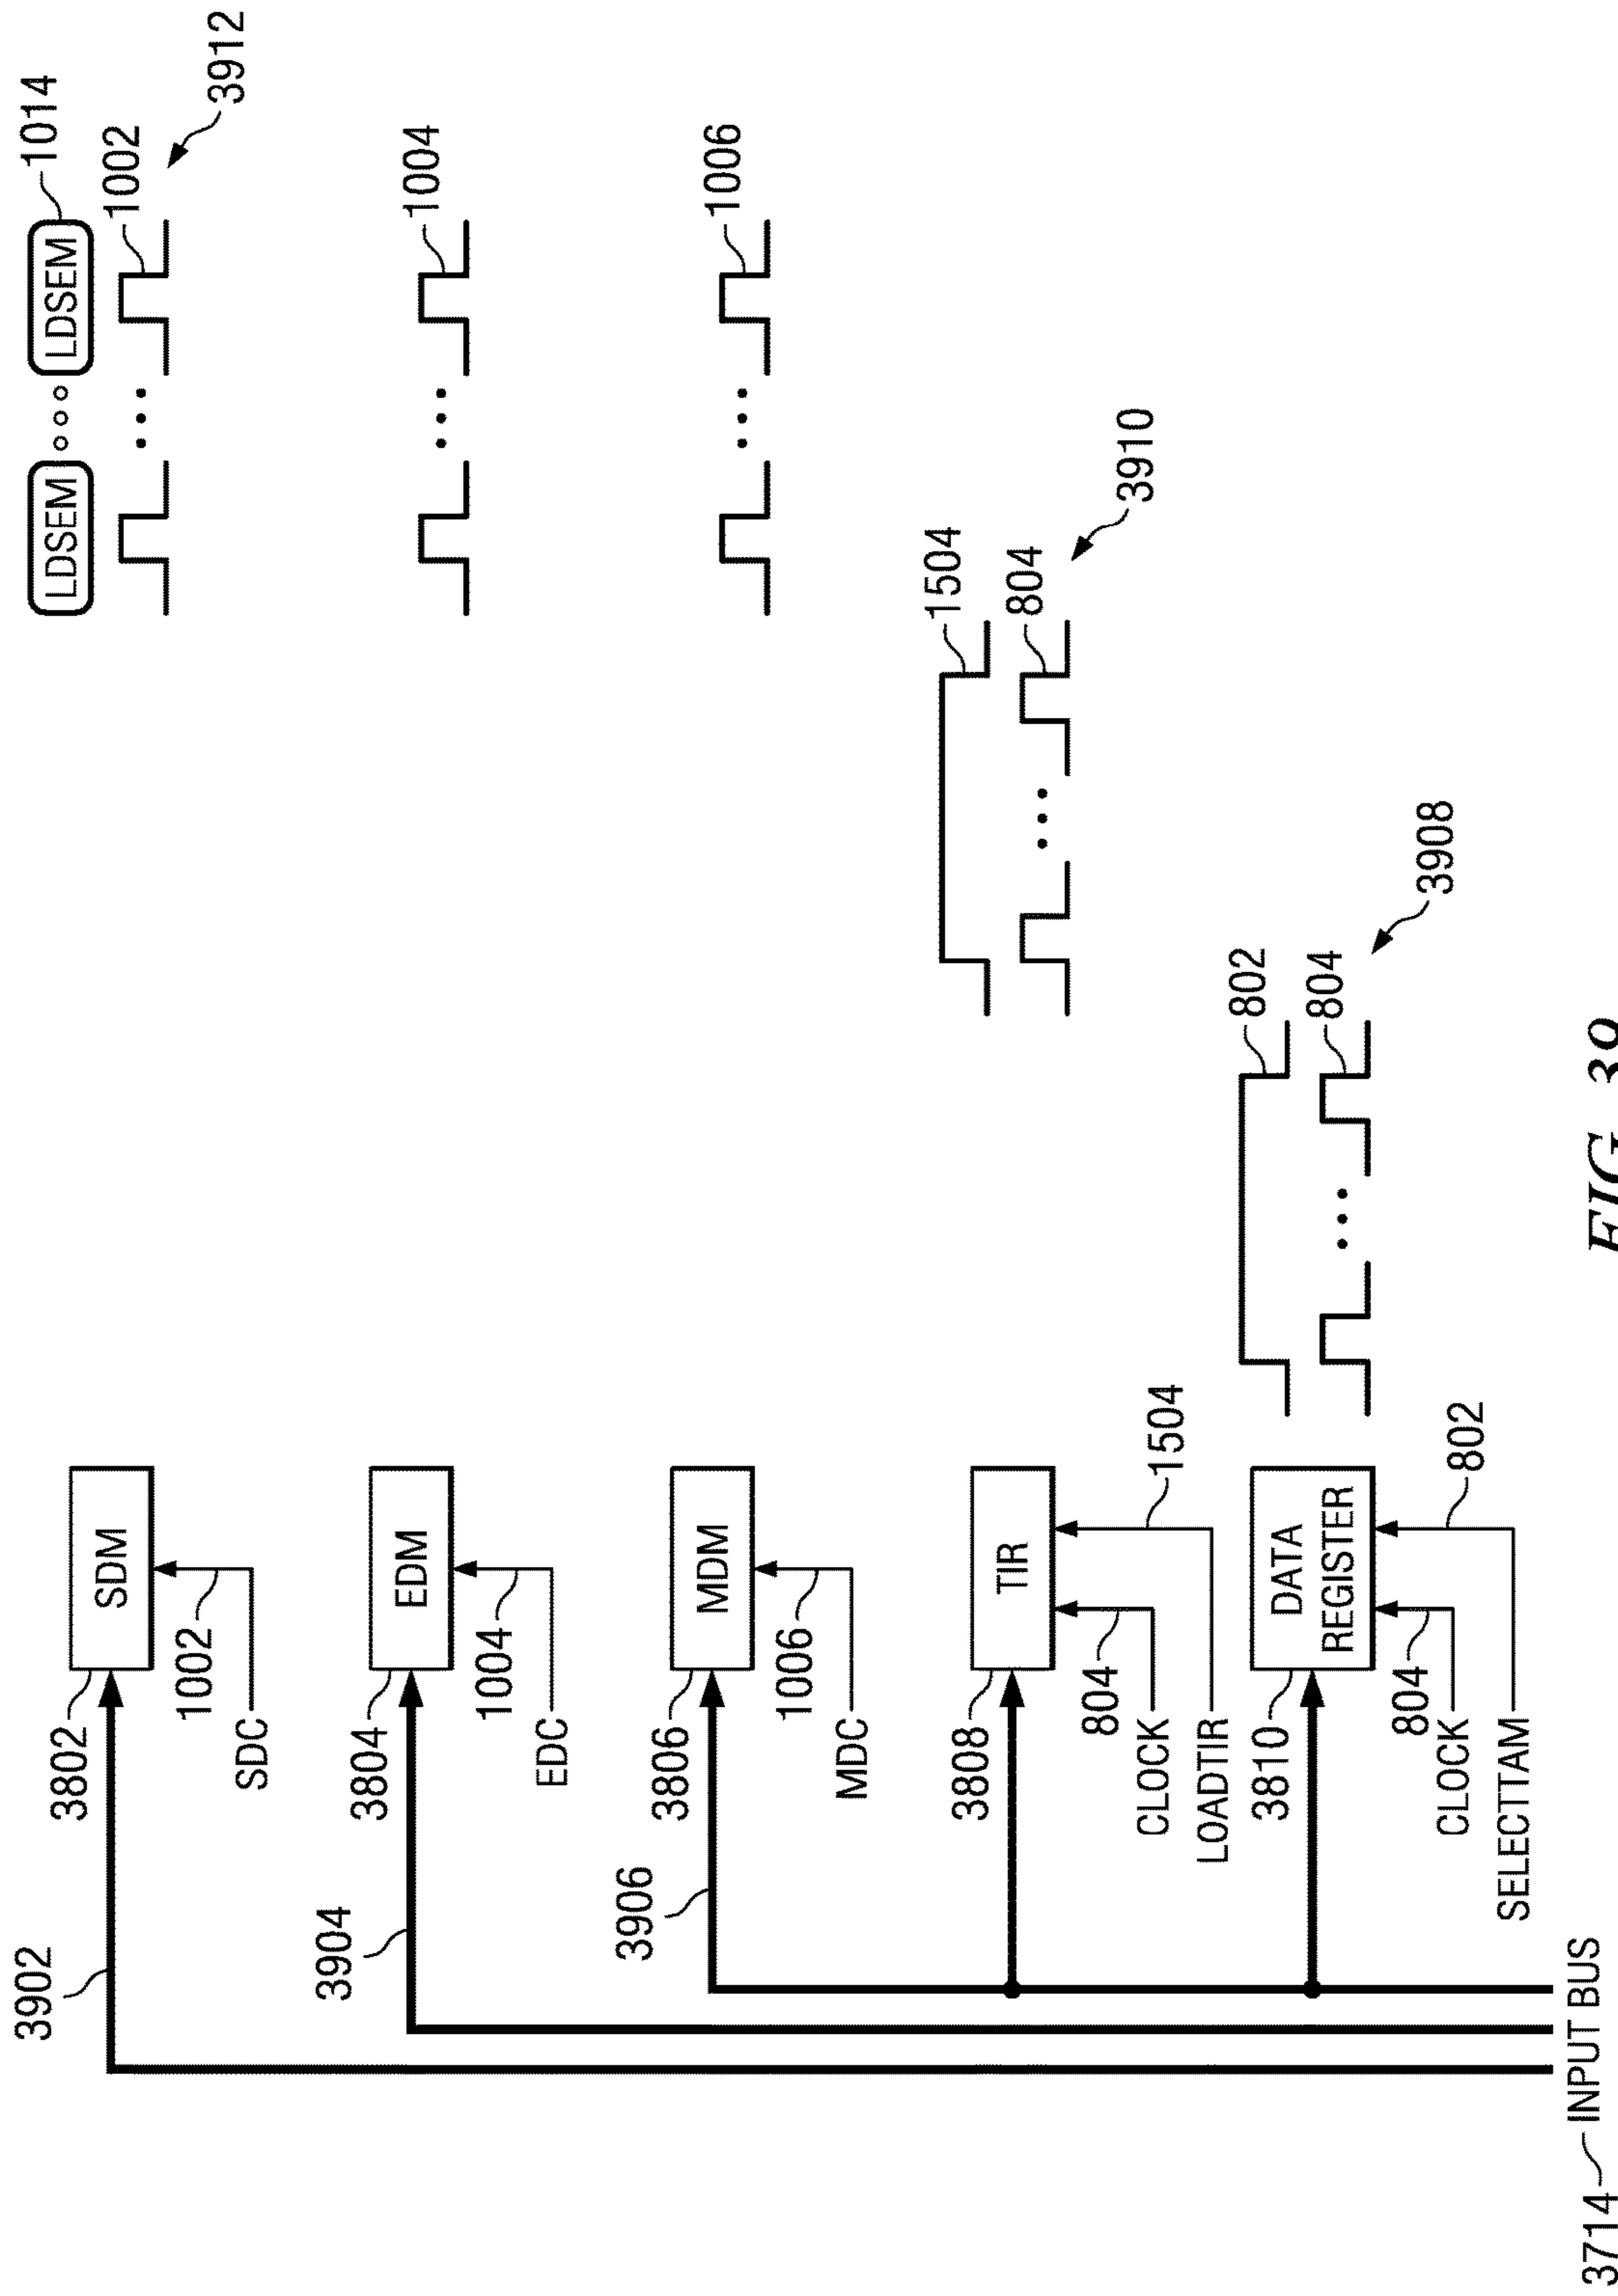 3902
3802
SDM
1002
SDC
LDSEM ○○○ LDSEM
1014
1002
3912
3904
3804
EDM
1004
EDC
1004
3906
3806
MDM
1006
MDC
1006
3808
TIR
804
CLOCK
1504
LOADTIR
1504
804
3910
3810
DATA
REGISTER
804
CLOCK
802
SELECTTAM
802
804
3908
3714 INPUT BUS
FIG. 39